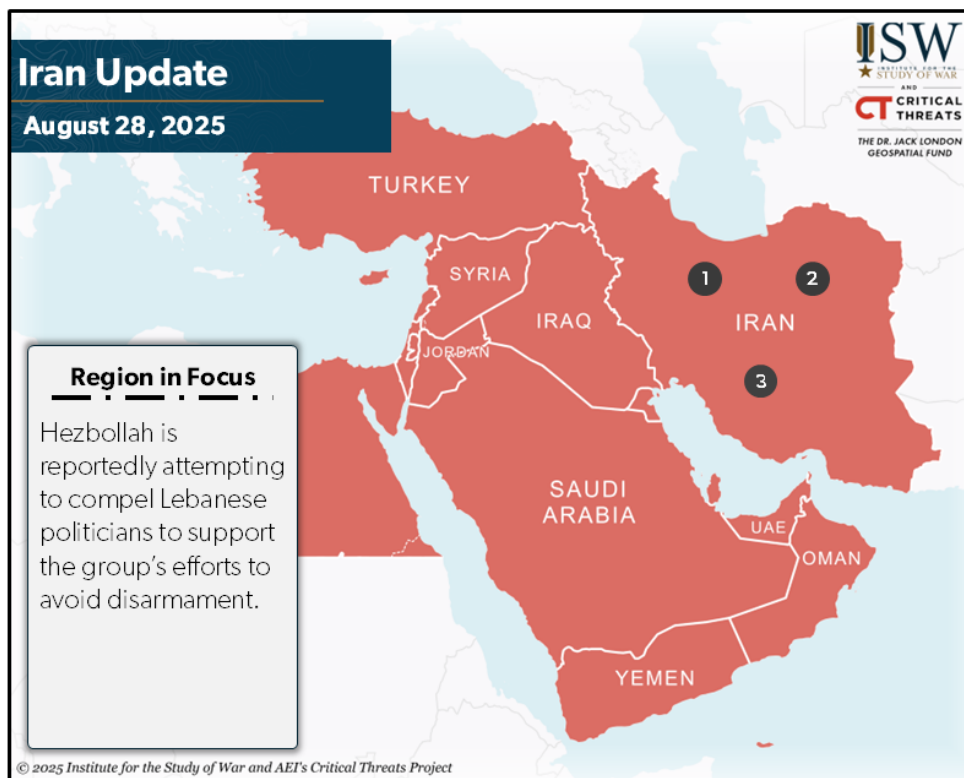 Iran Update
August 28, 2025
ISW
INSTITUTE FOR THE
STUDY OF WAR
AND
CT CRITICAL
THREATS
THE DR. JACK LONDON
GEOSPATIAL FUND
TURKEY
SYRIA
IRAQ
JORDAN
IRAN
1
2
3
Region in Focus
Hezbollah is
reportedly attempting
to compel Lebanese
politicians to support
the group's efforts to
avoid disarmament.
SAUDI
ARABIA
UAE
OMAN
YEMEN
© 2025 Institute for the Study of War and AEI's Critical Threats Project